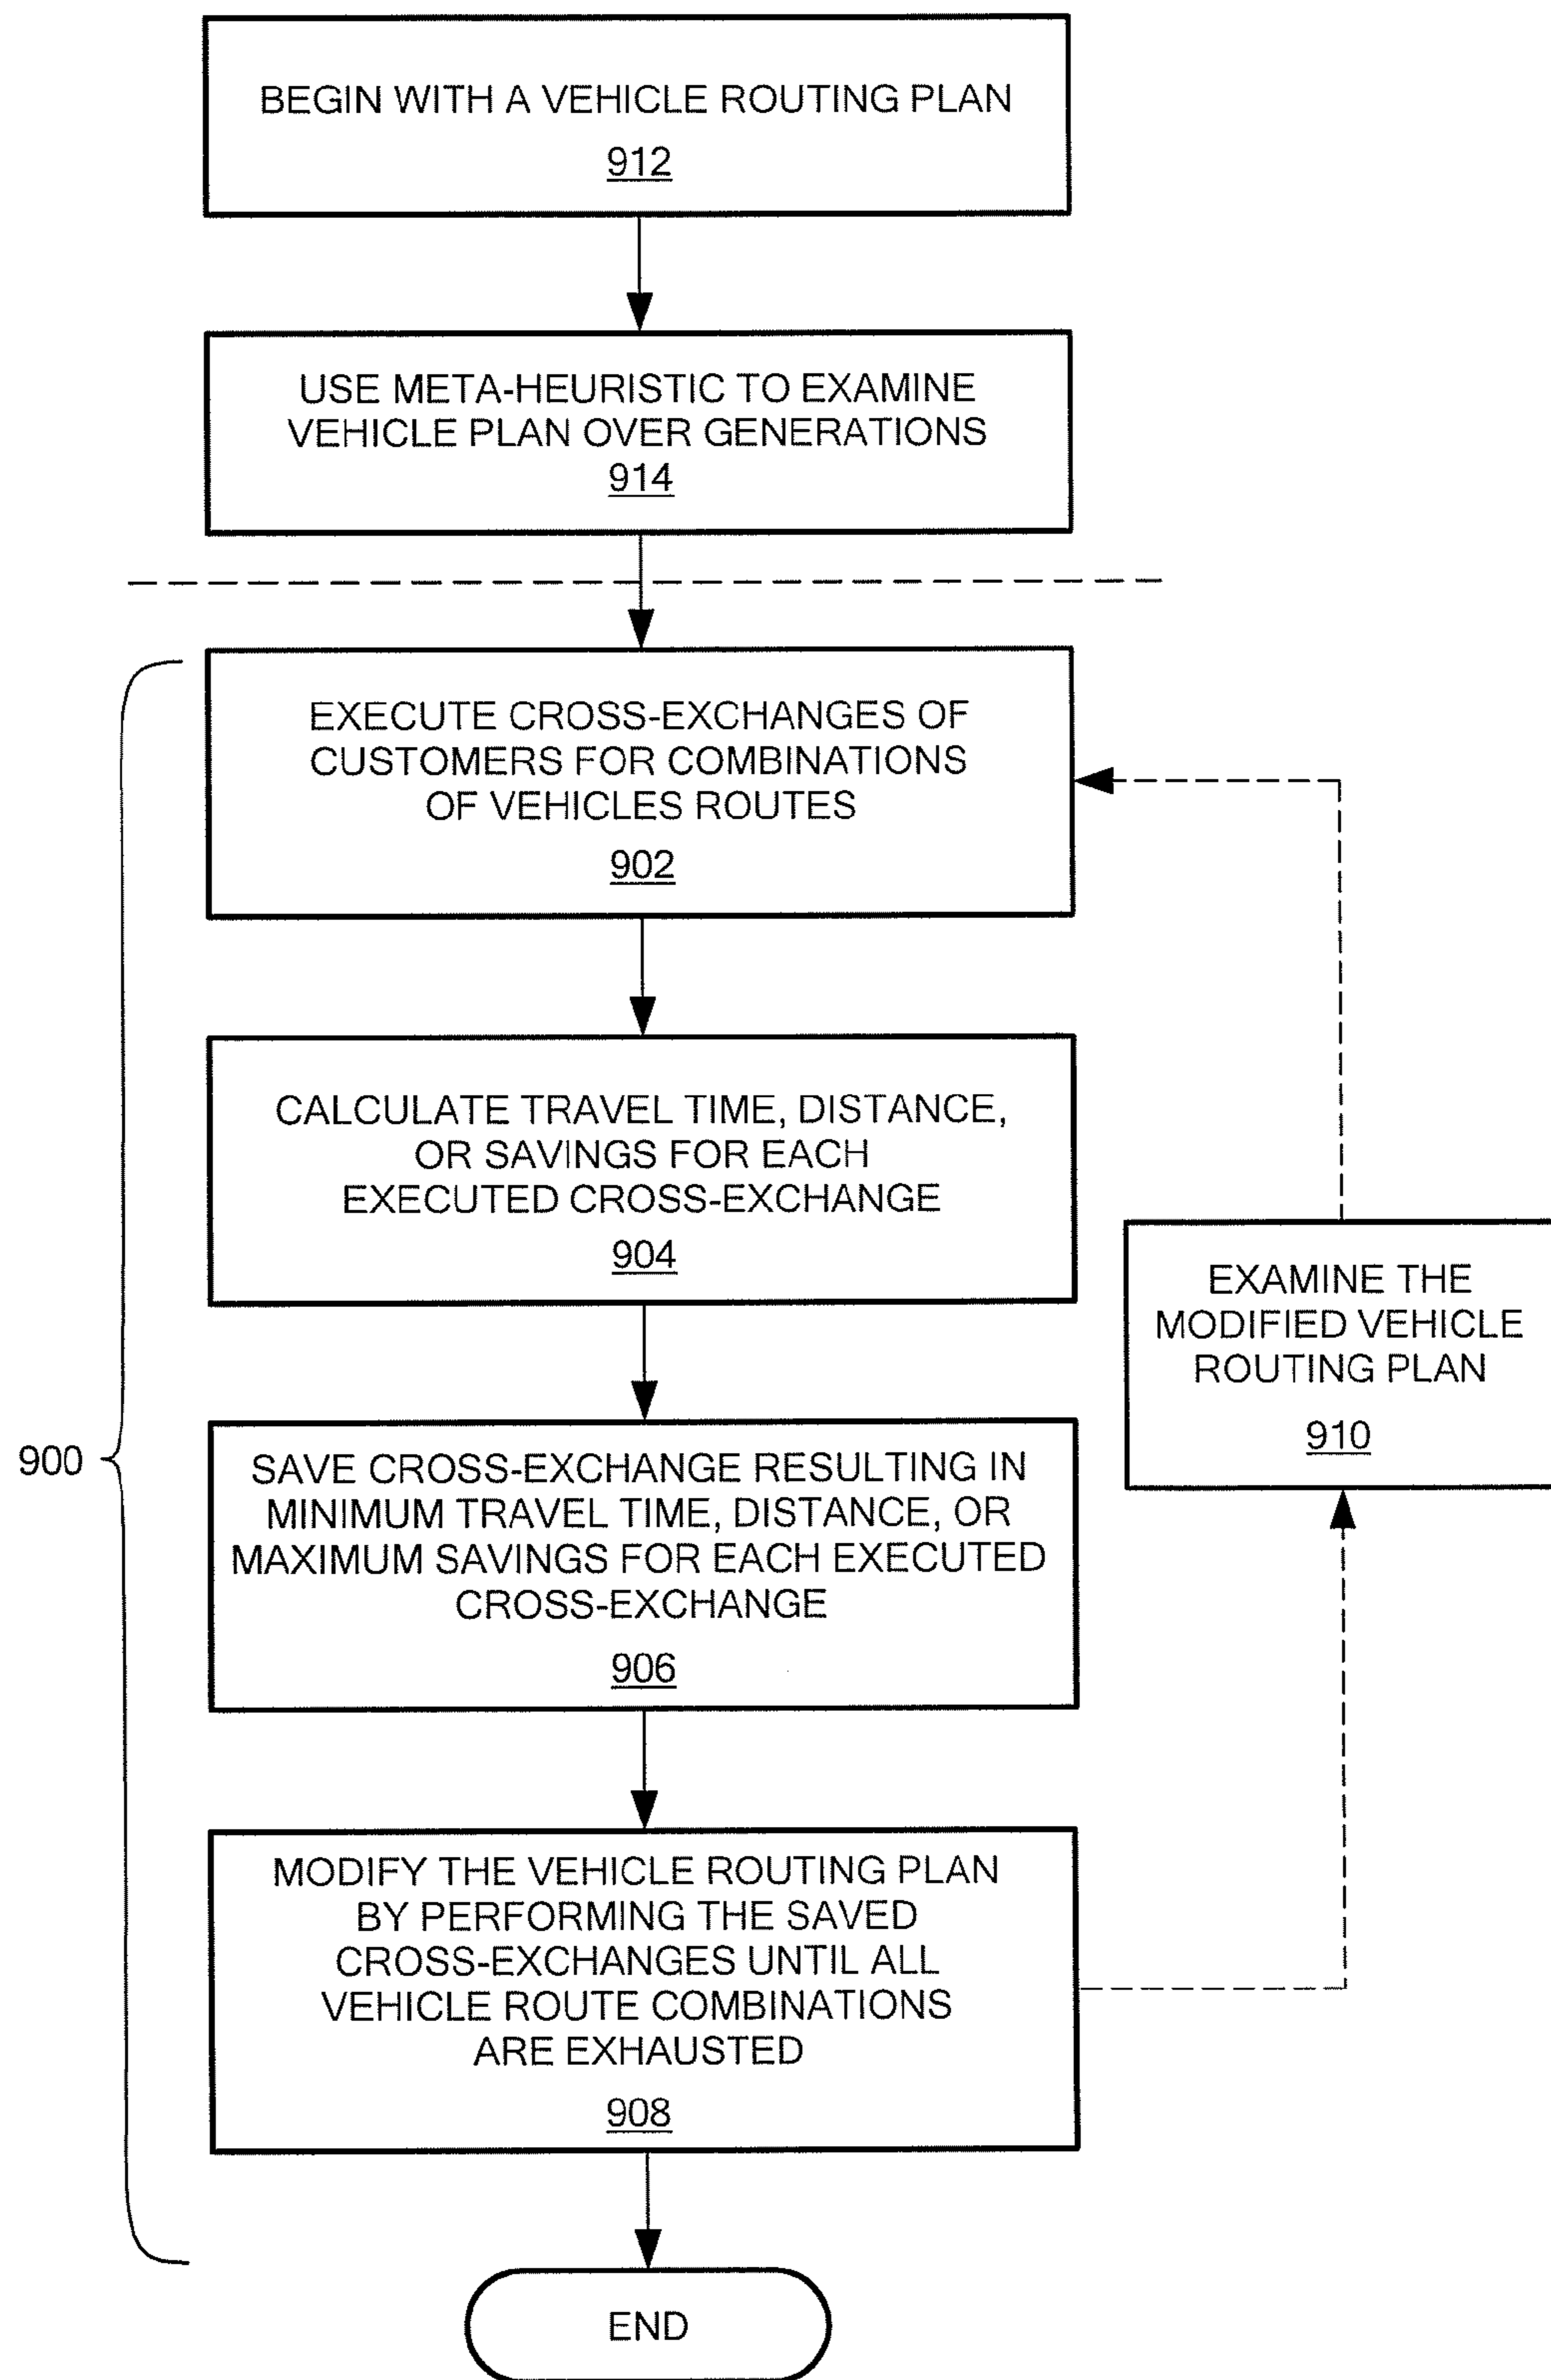 BEGIN WITH A VEHICLE ROUTING PLAN
912
USE META-HEURISTIC TO EXAMINE
VEHICLE PLAN OVER GENERATIONS
914
EXECUTE CROSS-EXCHANGES OF
CUSTOMERS FOR COMBINATIONS
OF VEHICLES ROUTES
902
CALCULATE TRAVEL TIME, DISTANCE,
OR SAVINGS FOR EACH
EXECUTED CROSS-EXCHANGE
904
EXAMINE THE
MODIFIED VEHICLE
ROUTING PLAN
910
900
SAVE CROSS-EXCHANGE RESULTING IN
MINIMUM TRAVEL TIME, DISTANCE, OR
MAXIMUM SAVINGS FOR EACH EXECUTED
CROSS-EXCHANGE
906
MODIFY THE VEHICLE ROUTING PLAN
BY PERFORMING THE SAVED
CROSS-EXCHANGES UNTIL ALL
VEHICLE ROUTE COMBINATIONS
ARE EXHAUSTED
908
END